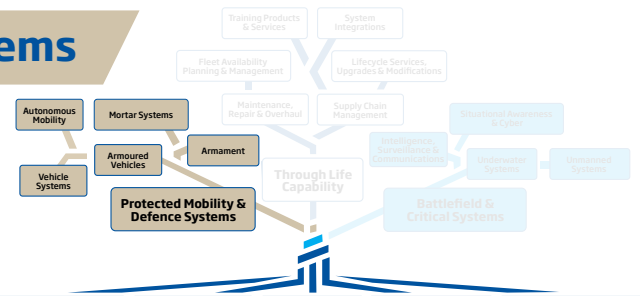 ems
Training Products
& Services
System
Integrations
Fleet Availability
Planning & Management
Lifecycle Services,
Upgrades & Modifications
Maintenance,
Repair & Overhaul
Supply Chain
Management
Autonomous
Mobility
Mortar Systems
Armoured
Vehicles
Armament
Vehicle
Systems
Protected Mobility &
Defence Systems
Through Life
Capability
Situational Awareness
& Cyber
Intelligence,
Surveillance &
Communications
Underwater
Systems
Unmanned
Systems
Battlefield &
Critical Systems